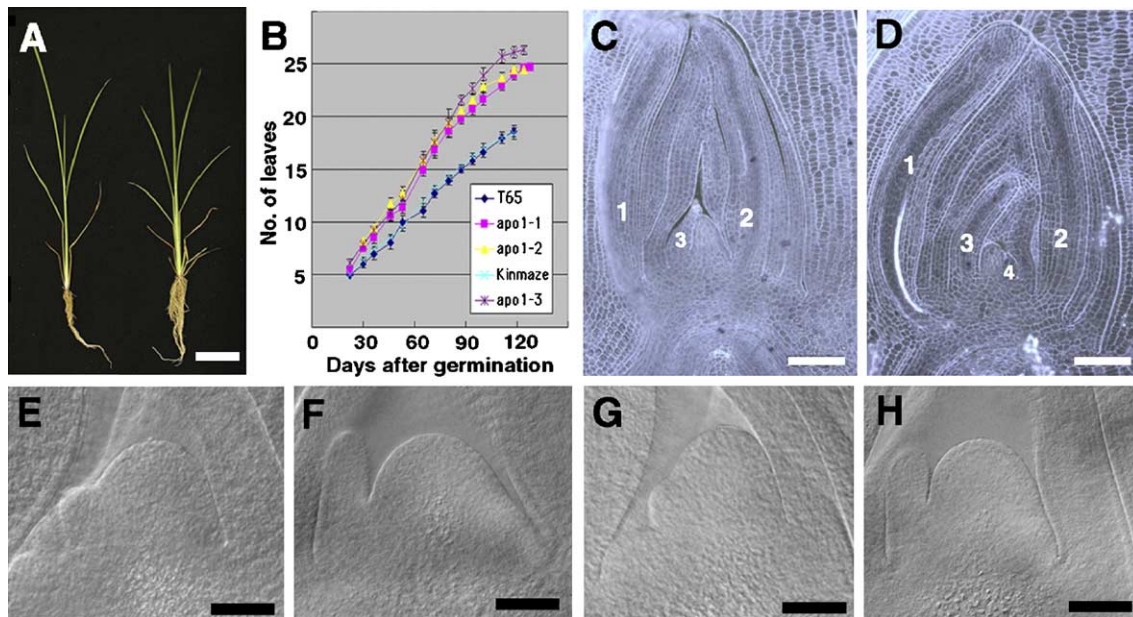 A
B
No. of leaves
25
20
15
10
5
T65
apo1-1
apo1-2
Kinmaze
apo1-3
0 30 60 90 120
Days after germination
C
1
2
3
D
1
3
2
4
E
F
G
H